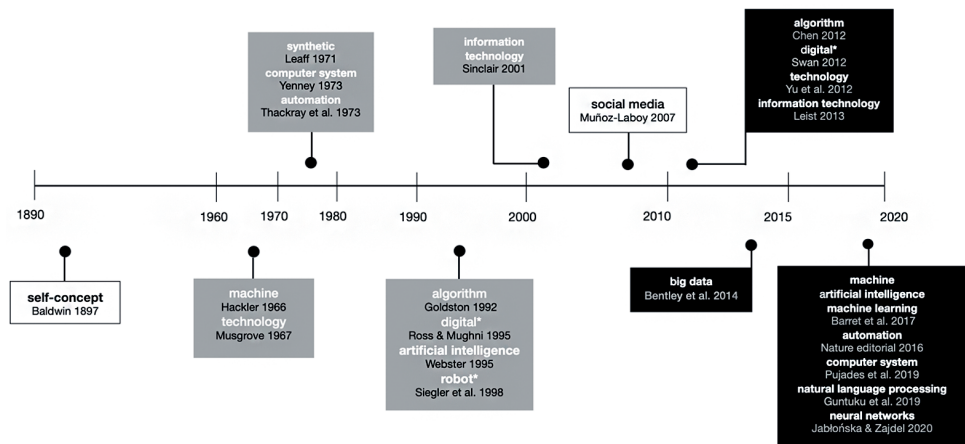 synthetic
Leaff 1971
computer system
Yenney 1973
automation
Thackray et al. 1973
information
technology
Sinclair 2001
social media
Muñoz-Laboy 2007
algorithm
Chen 2012
digital*
Swan 2012
technology
Yu et al. 2012
information technology
Leist 2013
1890 1960 1970 1980 1990 2000 2010 2015 2020
self-concept
Baldwin 1897
machine
Hackler 1966
technology
Musgrove 1967
algorithm
Goldston 1992
digital*
Ross & Mughni 1995
artificial intelligence
Webster 1995
robot*
Siegler et al. 1998
big data
Bentley et al. 2014
machine
artificial intelligence
machine learning
Barret et al. 2017
automation
Nature editorial 2016
computer system
Pujades et al. 2019
natural language processing
Guntuku et al. 2019
neural networks
Jabłońska & Zajdel 2020